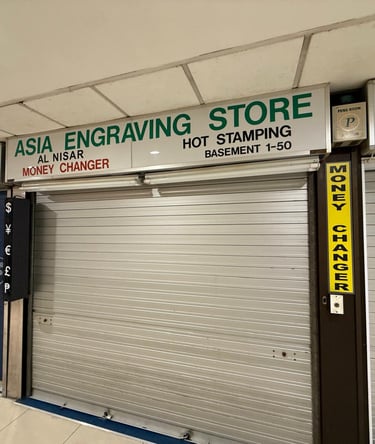 ASIA ENGRAVING STORE
AL NISAR
MONEY CHANGER
HOT STAMPING
BASEMENT 1-50
P
MONEY CHANGER
$
¥
€
£
₱